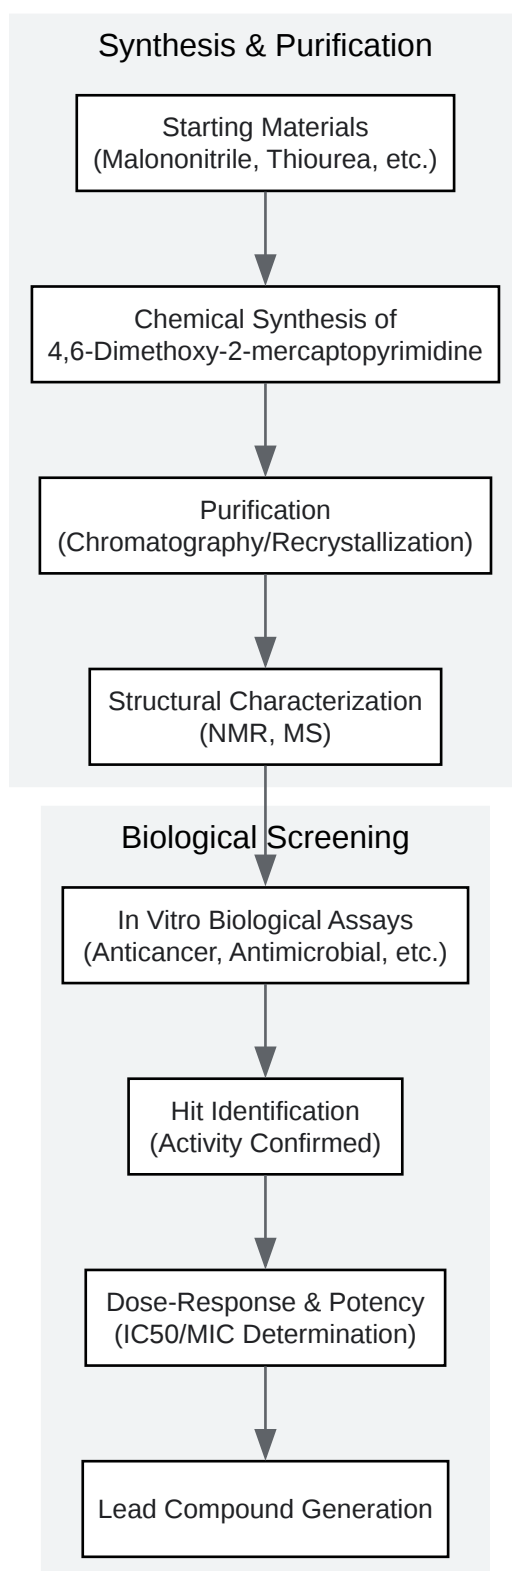 Synthesis & Purification
Starting Materials
(Malononitrile, Thiourea, etc.)
Chemical Synthesis of
4,6-Dimethoxy-2-mercaptopyrimidine
Purification
(Chromatography/Recrystallization)
Structural Characterization
(NMR, MS)
Biological Screening
In Vitro Biological Assays
(Anticancer, Antimicrobial, etc.)
Hit Identification
(Activity Confirmed)
Dose-Response & Potency
(IC50/MIC Determination)
Lead Compound Generation